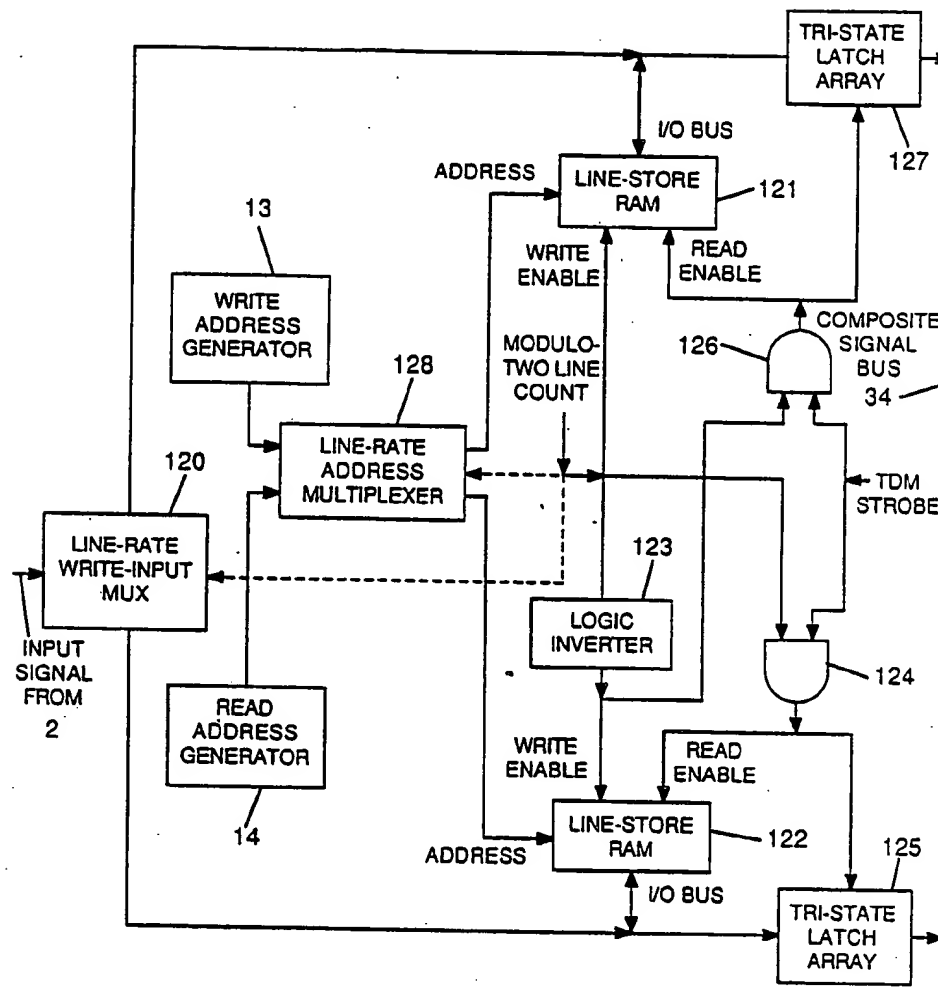 TRI-STATE
LATCH
ARRAY
127
I/O BUS
ADDRESS
LINE-STORE
RAM
121
13
WRITE
ENABLE
READ
ENABLE
WRITE
ADDRESS
GENERATOR
MODULO-
TWO LINE
COUNT
126
COMPOSITE
SIGNAL
BUS
34
128
LINE-RATE
ADDRESS
MULTIPLEXER
120
TDM
STROBE
LINE-RATE
WRITE-INPUT
MUX
123
LOGIC
INVERTER
INPUT
SIGNAL
FROM
2
124
READ
ADDRESS
GENERATOR
14
WRITE
ENABLE
READ
ENABLE
LINE-STORE
RAM
122
ADDRESS
125
I/O BUS
TRI-STATE
LATCH
ARRAY